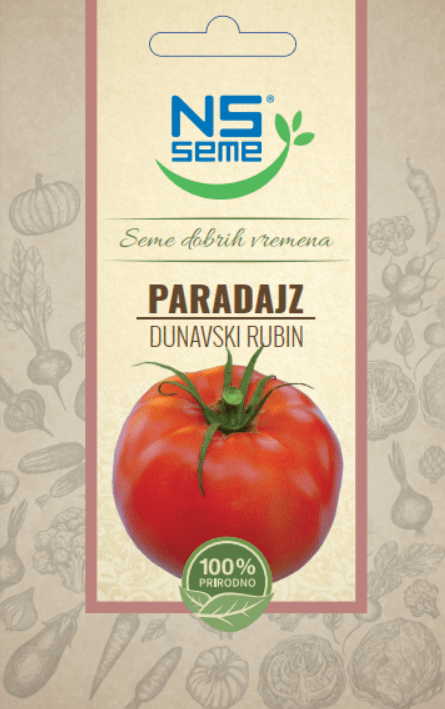 NS®
seme
Seme dobrih vremena
PARADAJZ
DUNAVSKI RUBIN
100%
PRIRODNO